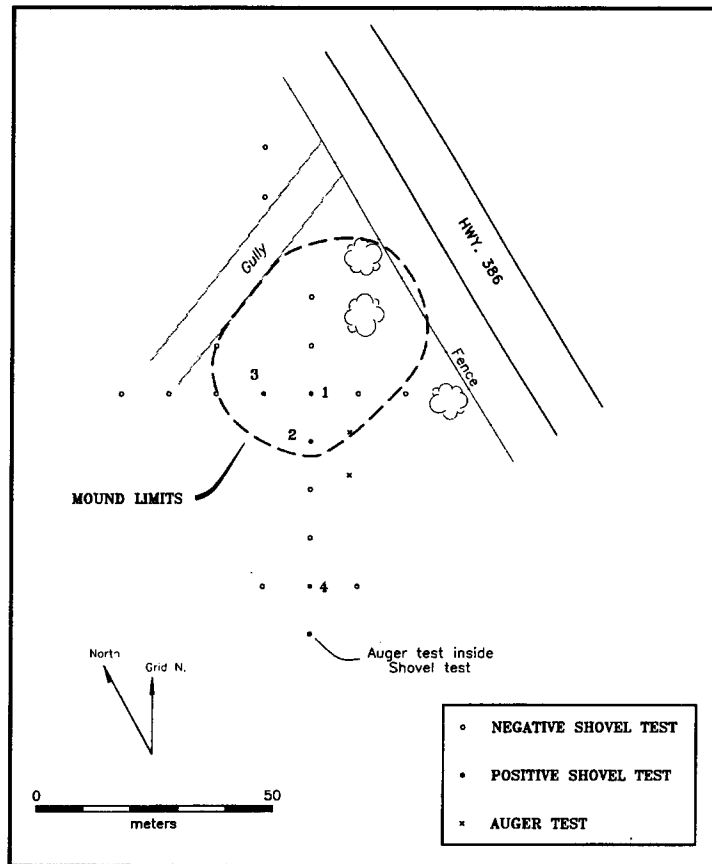 HWY. 386
Gully
Fence
3
1
2
MOUND LIMITS
4
Auger test inside
Shovel test
North
Grid N.
0 50
meters
NEGATIVE SHOVEL TEST
POSITIVE SHOVEL TEST
AUGER TEST